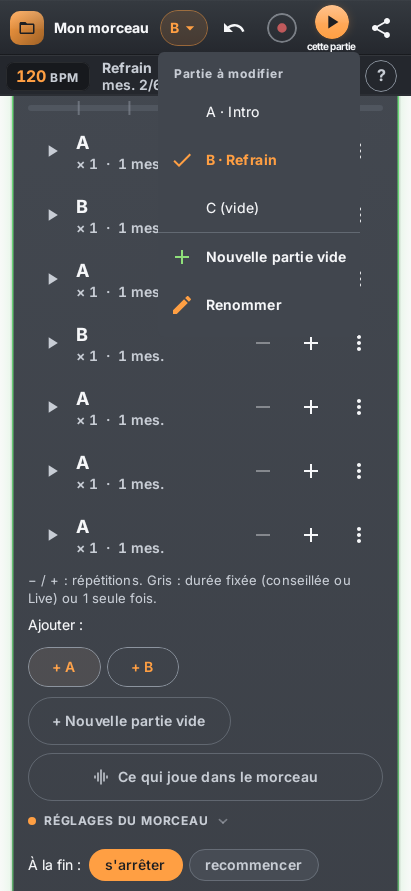 Mon morceau
B
cette partie
120 BPM
Refrain
mes. 2/6
?
Partie à modifier
A · Intro
B · Refrain
C (vide)
Nouvelle partie vide
Renommer
A
× 1 · 1 mes.
B
× 1 · 1 mes.
A
× 1 · 1 mes.
B
× 1 · 1 mes.
A
× 1 · 1 mes.
A
× 1 · 1 mes.
A
× 1 · 1 mes.
− / + : répétitions. Gris : durée fixée (conseillée ou
Live) ou 1 seule fois.
Ajouter :
+ A
+ B
+ Nouvelle partie vide
Ce qui joue dans le morceau
RÉGLAGES DU MORCEAU
À la fin :
s'arrêter
recommencer